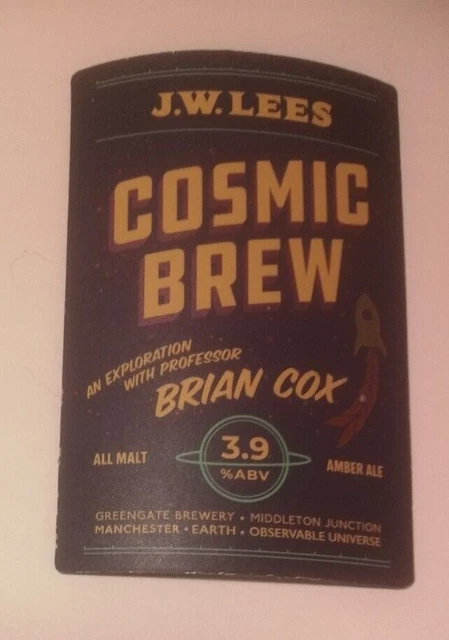 J.W. LEES
COSMIC
BREW
AN EXPLORATION
WITH PROFESSOR
BRIAN COX
ALL MALT
3.9
%ABV
AMBER ALE
GREENGATE BREWERY • MIDDLETON JUNCTION
MANCHESTER • EARTH • OBSERVABLE UNIVERSE